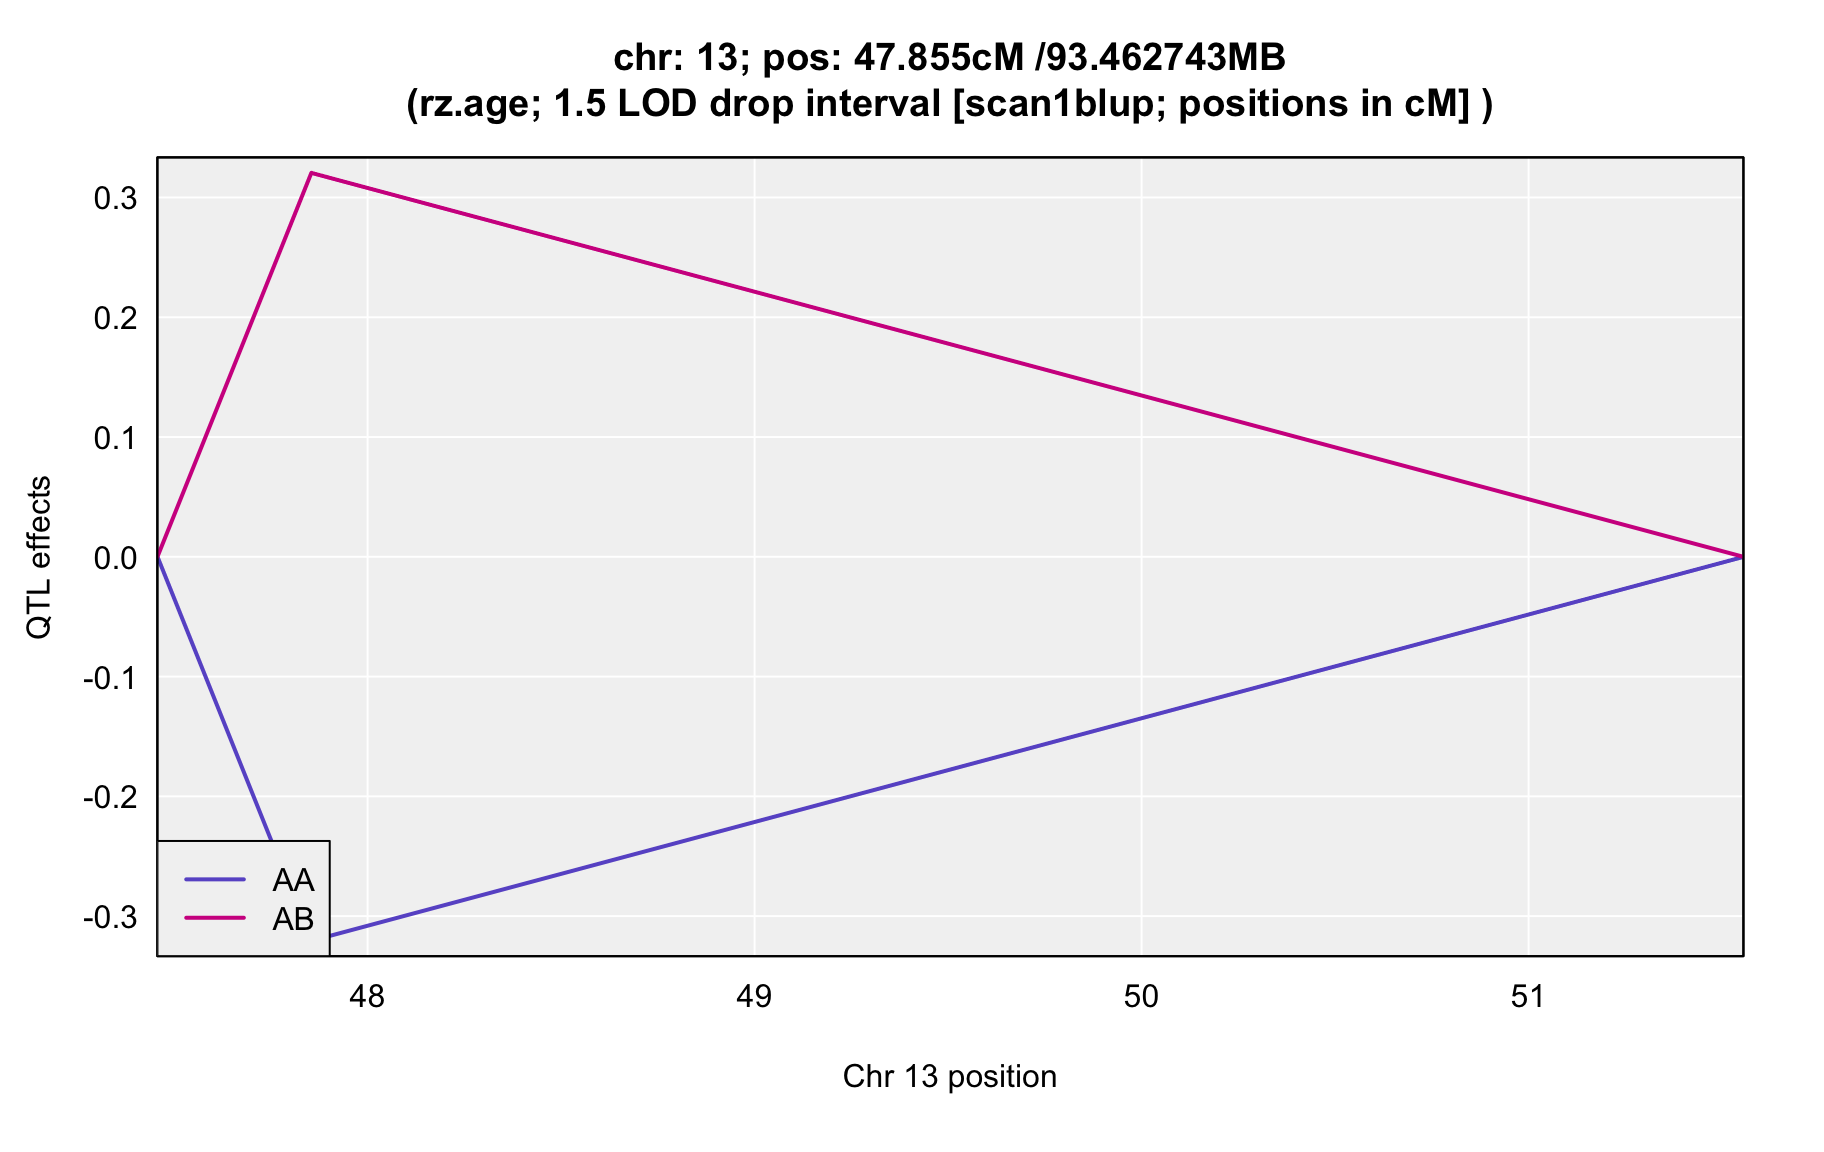 chr: 13; pos: 47.855cM /93.462743MB
(rz.age; 1.5 LOD drop interval [scan1blup; positions in cM] )
0.3
0.2
0.1
0.0
-0.1
-0.2
-0.3
QTL effects
AA
AB
48 49 50 51
Chr 13 position